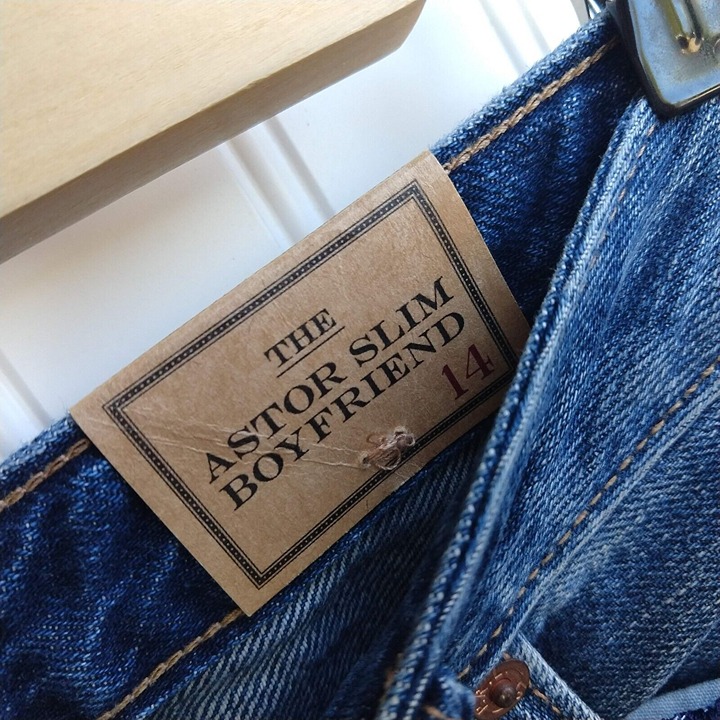 THE
ASTOR SLIM
BOYFRIEND
14